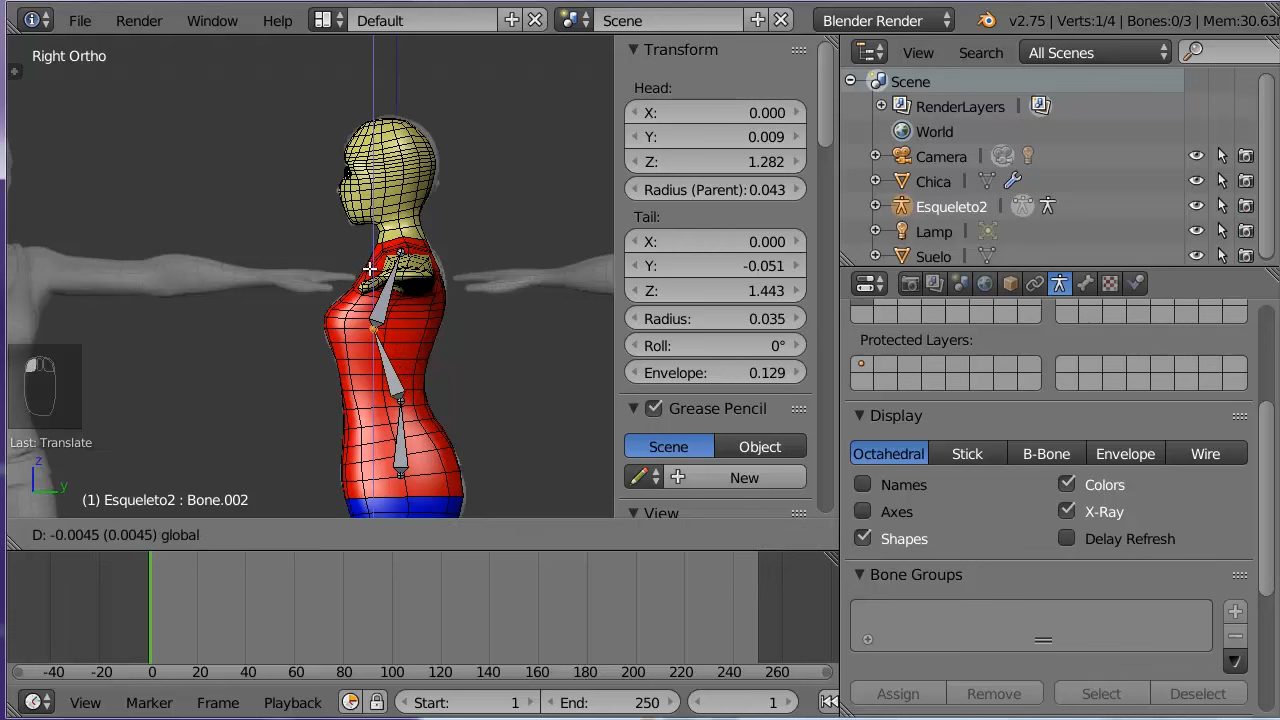 File Render Window Help Default Scene Blender Render v2.75 | Verts:1/4 | Bones:0/3 | Mem:30.63
Right Ortho
Transform
Head:
X: 0.000
Y: 0.009
Z: 1.282
Radius (Parent): 0.043
Tail:
X: 0.000
Y: -0.051
Z: 1.443
Radius: 0.035
Roll: 0°
Envelope: 0.129
Grease Pencil
Scene Object
New
View
Last: Translate
z
y
(1) Esqueleto2 : Bone.002
D: -0.0045 (0.0045) global
-40 -20 0 20 40 60 80 100 120 140 160 180 200 220 240 260
View Marker Frame Playback Start: 1 End: 250 1
View Search All Scenes
Scene
RenderLayers
World
Camera
Chica
Esqueleto2
Lamp
Suelo
Protected Layers:
Display
Octahedral Stick B-Bone Envelope Wire
Names Colors
Axes X-Ray
Shapes Delay Refresh
Bone Groups
Assign Remove Select Deselect